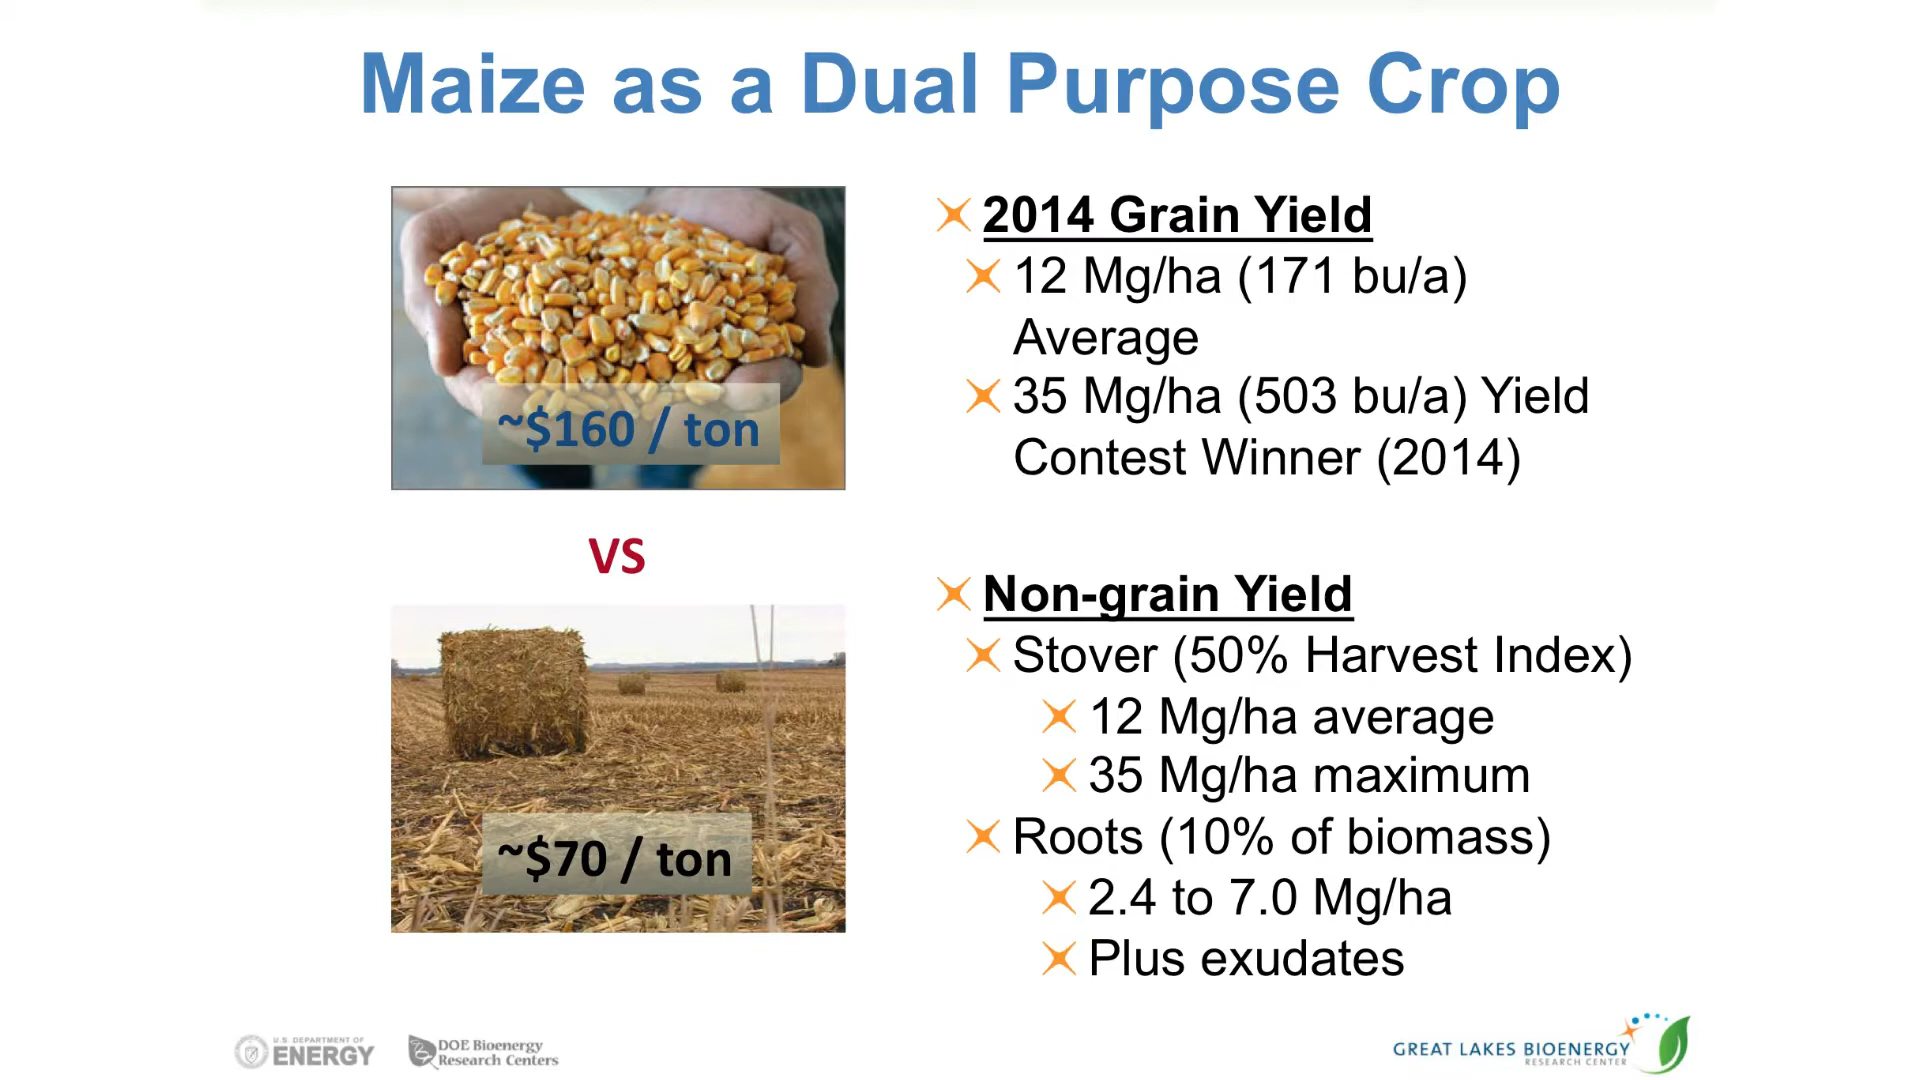 Maize as a Dual Purpose Crop
~$160 / ton
VS
~$70 / ton
2014 Grain Yield
12 Mg/ha (171 bu/a)
Average
35 Mg/ha (503 bu/a) Yield
Contest Winner (2014)
Non-grain Yield
Stover (50% Harvest Index)
12 Mg/ha average
35 Mg/ha maximum
Roots (10% of biomass)
2.4 to 7.0 Mg/ha
Plus exudates
U.S. DEPARTMENT OF
ENERGY
DOE Bioenergy
Research Centers
GREAT LAKES BIOENERGY
RESEARCH CENTER